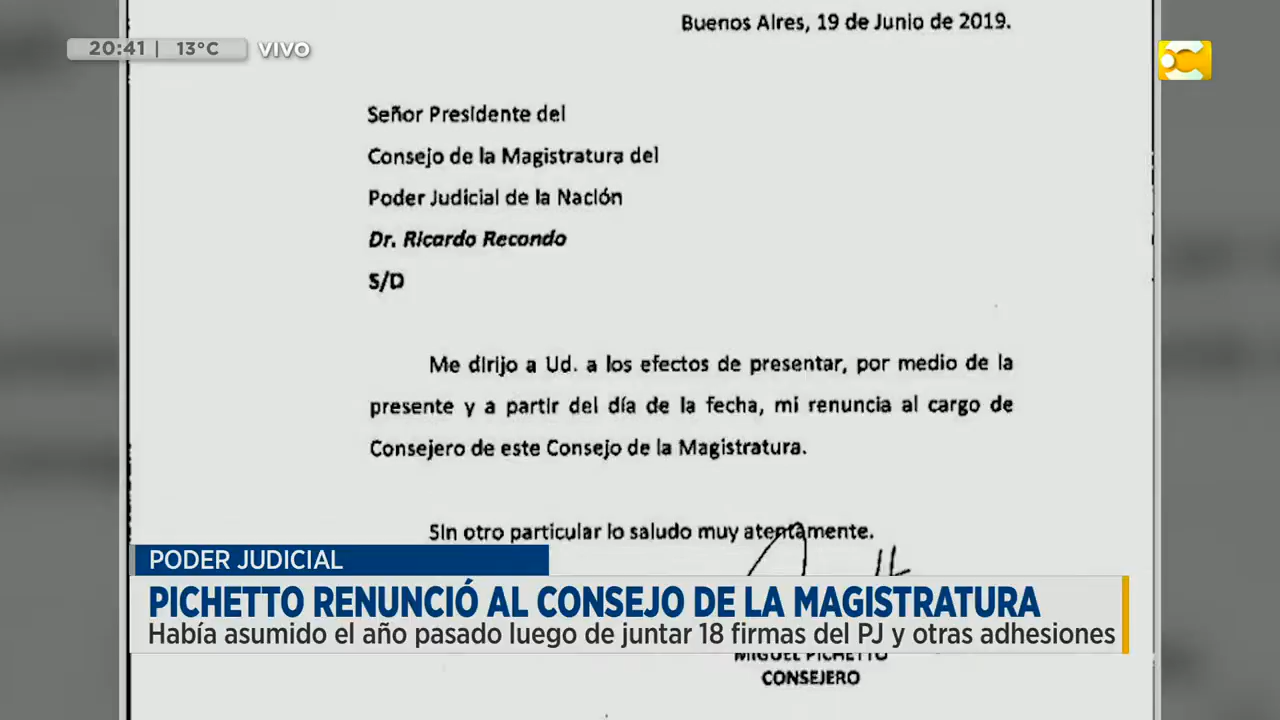 Buenos Aires, 19 de Junio de 2019.
20:41 | 13°C VIVO
Señor Presidente del
Consejo de la Magistratura del
Poder Judicial de la Nación
Dr. Ricardo Recondo
S/D
Me dirijo a Ud. a los efectos de presentar, por medio de la
presente y a partir del día de la fecha, mi renuncia al cargo de
Consejero de este Consejo de la Magistratura.
Sin otro particular lo saludo muy atentamente.
PODER JUDICIAL
PICHETTO RENUNCIÓ AL CONSEJO DE LA MAGISTRATURA
Había asumido el año pasado luego de juntar 18 firmas del PJ y otras adhesiones
MIGUEL PICHETTO
CONSEJERO